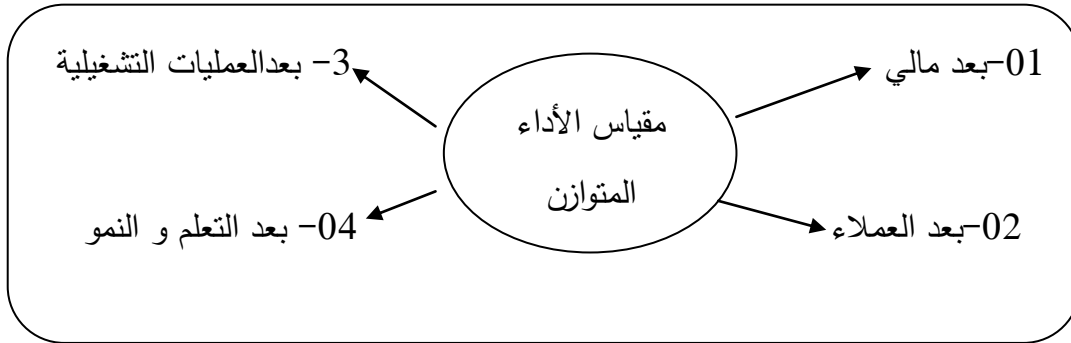 01-بعد مالي
3- بعدالعمليات التشغيلية
مقياس الأداء
المتوازن
02-بعد العملاء
04- بعد التعلم و النمو